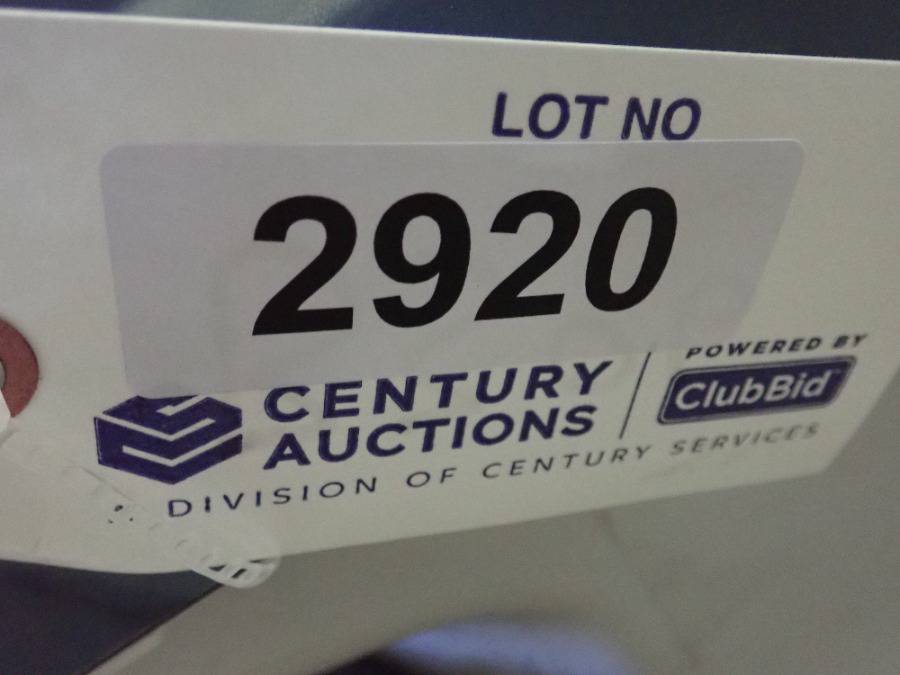 LOT NO
2920
CENTURY
AUCTIONS
POWERED BY
ClubBid
DIVISION OF CENTURY SERVICES